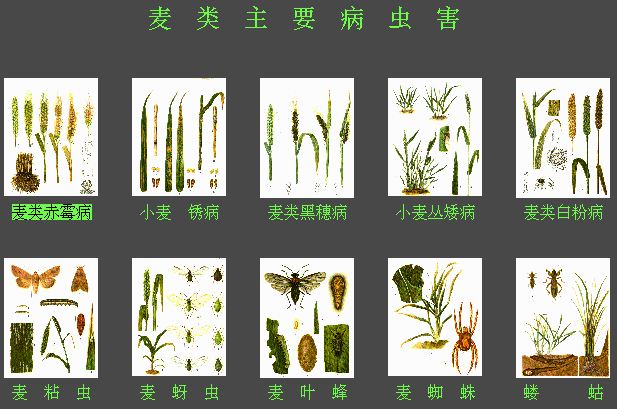 麦类主要病虫害
麦类赤霉病 小麦 锈病 麦类黑穗病 小麦丛矮病 麦类白粉病
麦 粘 虫 麦 蚜 虫 麦 叶 蜂 麦 蜘 蛛 蝼 蛄